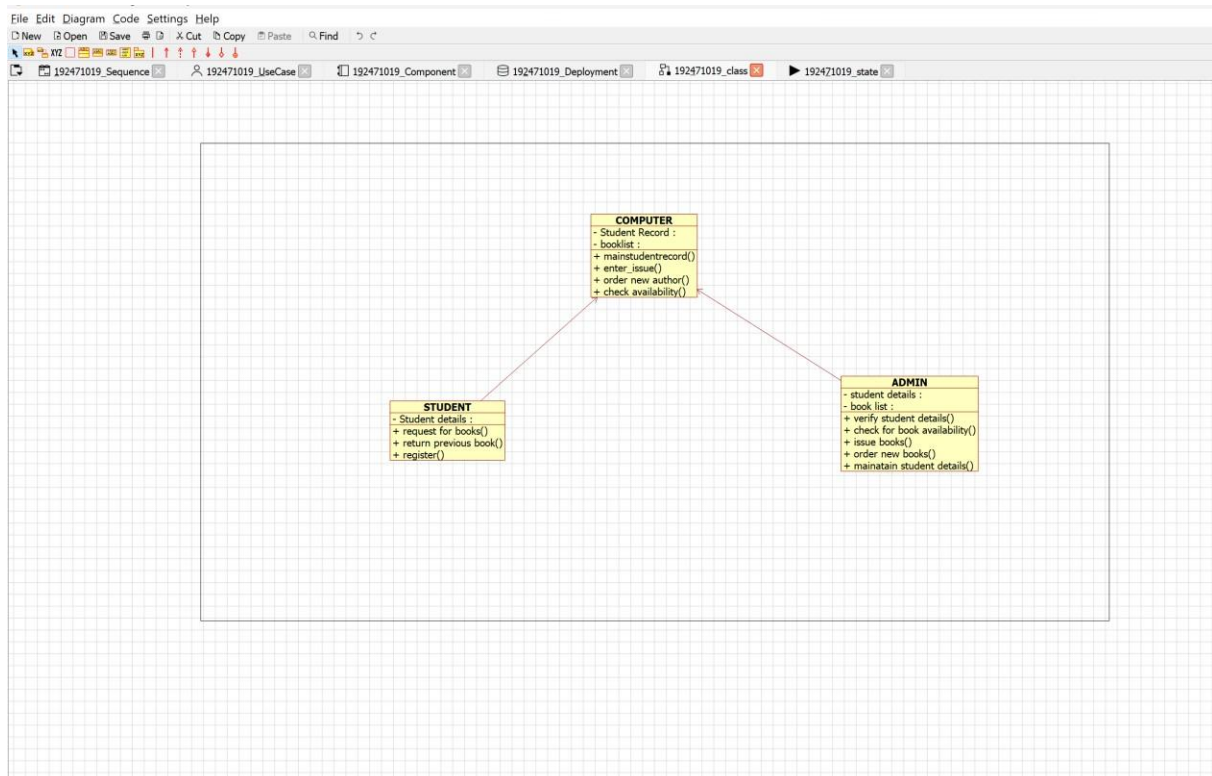 File Edit Diagram Code Settings Help
New Open Save Cut Copy Paste Find
XYZ
192471019_Sequence 192471019_UseCase 192471019_Component 192471019_Deployment 192471019_class 192471019_state
COMPUTER
- Student Record :
- booklist :
+ mainstudentrecord()
+ enter_issue()
+ order new author()
+ check availability()
STUDENT
- Student details :
+ request for books()
+ return previous book()
+ register()
ADMIN
- student details :
- book list :
+ verify student details()
+ check for book availability()
+ issue books()
+ order new books()
+ mainatain student details()